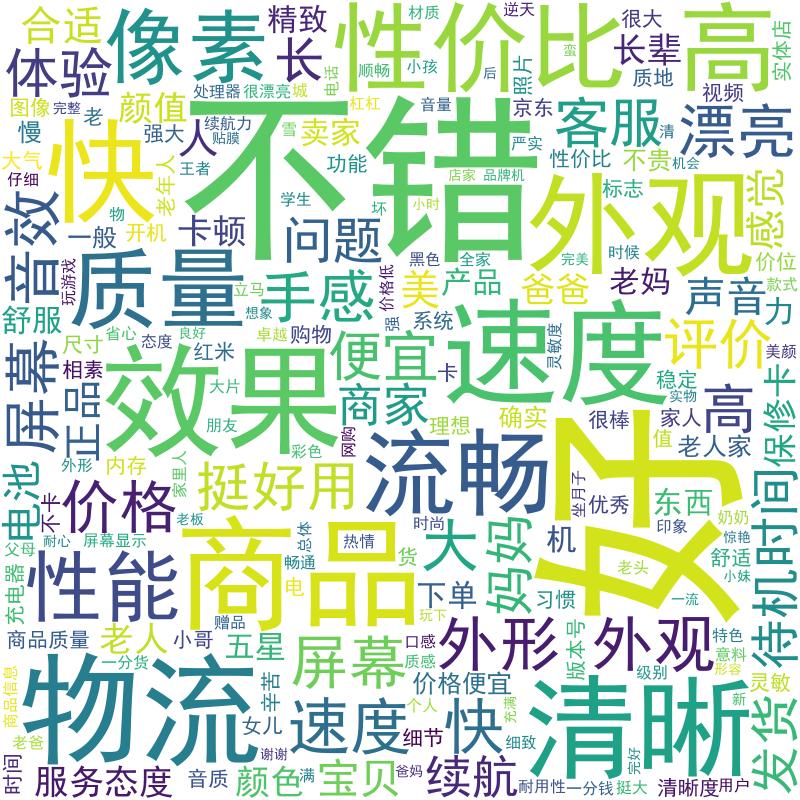 合适
像素
精致
长
性价比
材质
逆天
高
很大
长辈
质地
实体店
体验
顺畅
小孩
蛮
后
照片
图像
完整
颜值
处理器
很漂亮
城
电话
杠杠
音量
京东
视频
慢
老
强大
续航力
贴膜
雪
卖家
严实
客服
清
漂亮
大气
仔细
快
人
王者
功能
不错
性价比
不贵
机会
老年人
店家
品牌机
标志
感觉
音效
物
一般
开机
卡顿
学生
坏
小时
外观
问题
玩游戏
质量
立马
手感
黑色
全家
完美
时候
价位
价格低
美
产品
爸爸
老妈
声音
款式
力
舒服
省心
良好
想象
强
系统
灵敏度
速度
评价
美颜
尺寸
态度
红米
卓越
购物
便宜
屏幕
相素
正品
效果
大片
卡
稳定
实物
保修卡
朋友
商家
理想
确实
很棒
家人
高
外形
内存
家里人
彩色
网购
流畅
好
值
老人家
电池
不卡
价格
挺好用
坐月子
优秀
东西
印象
待机时间
老板
商品
时尚
大
妈妈
机
奶奶
惊艳
父母
耐心
屏幕显示
畅通
总体
热情
货
舒适
充电器
性能
电
下单
习惯
老头
小妹
玩下
一流
赠品
商品质量
老人
小哥
五星
屏幕
口感
质感
外形
外观
版本号
特色
意料
形容
商品信息
一分货
物流
辛苦
价格便宜
级别
灵敏
老爸
女儿
速度
个人
快
充满
清晰
新
发货
细节
细致
时间
谢谢
完好
服务态度
音质
颜色
满
宝贝
爸妈
续航
耐用性
一分钱
挺大
清晰度
用户